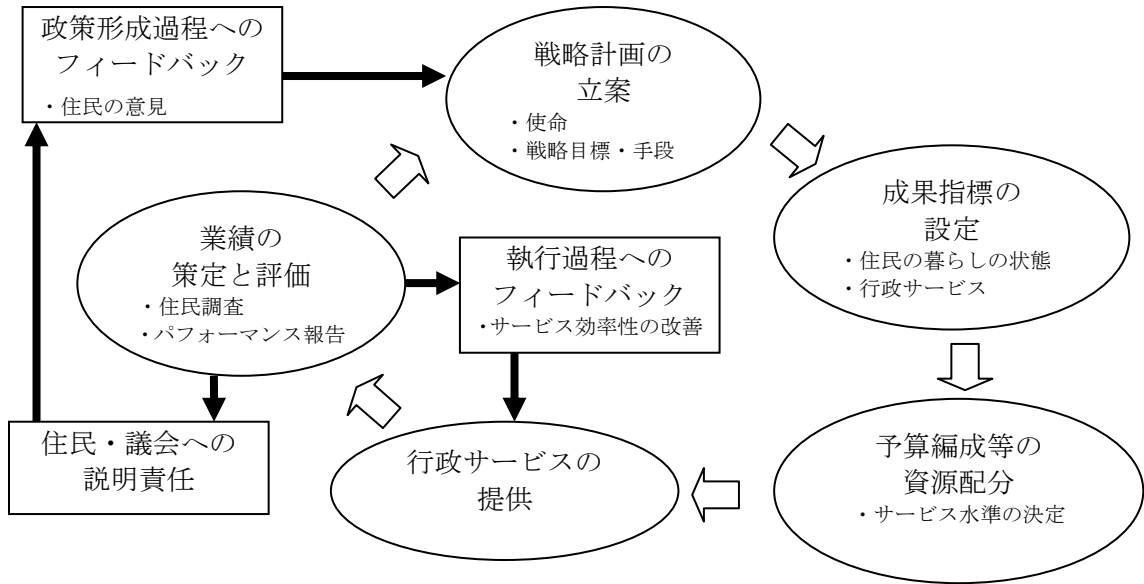 政策形成過程への
フィードバック
・住民の意見
戦略計画の
立案
・使命
・戦略目標・手段
成果指標の
設定
・住民の暮らしの状態
・行政サービス
業績の
策定と評価
・住民調査
・パフォーマンス報告
執行過程への
フィードバック
・サービス効率性の改善
住民・議会への
説明責任
行政サービスの
提供
予算編成等の
資源配分
・サービス水準の決定